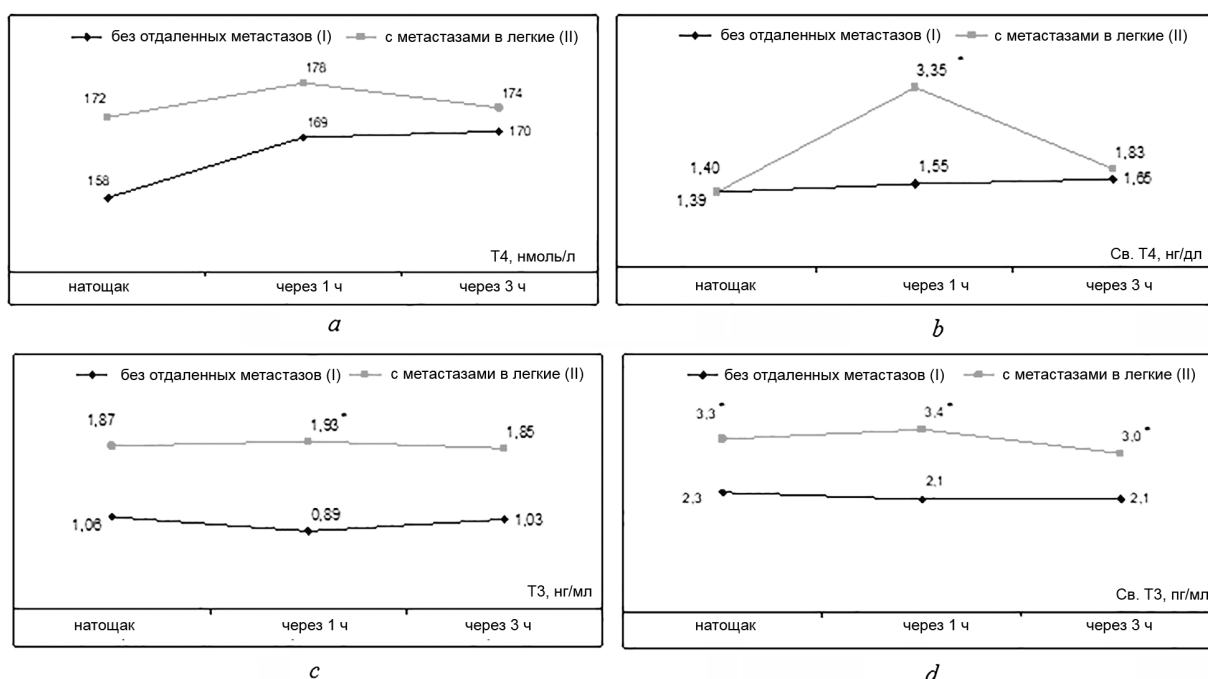 без отдаленных метастазов (I) с метастазами в легкие (II)
178
172
174
169
170
158
Т4, нмоль/л
натощак через 1 ч через 3 ч
a
без отдаленных метастазов (I) с метастазами в легкие (II)
3,35 *
1,40
1,83
1,55
1,65
1,39
Св. Т4, нг/дл
натощак через 1 ч через 3 ч
b
без отдаленных метастазов (I) с метастазами в легкие (II)
1,87
1,93 *
1,85
1,06
0,89
1,03
Т3, нг/мл
натощак через 1 ч через 3 ч
c
без отдаленных метастазов (I) с метастазами в легкие (II)
3,3 *
3,4 *
3,0 *
2,3
2,1
2,1
Св. Т3, пг/мл
натощак через 1 ч через 3 ч
d